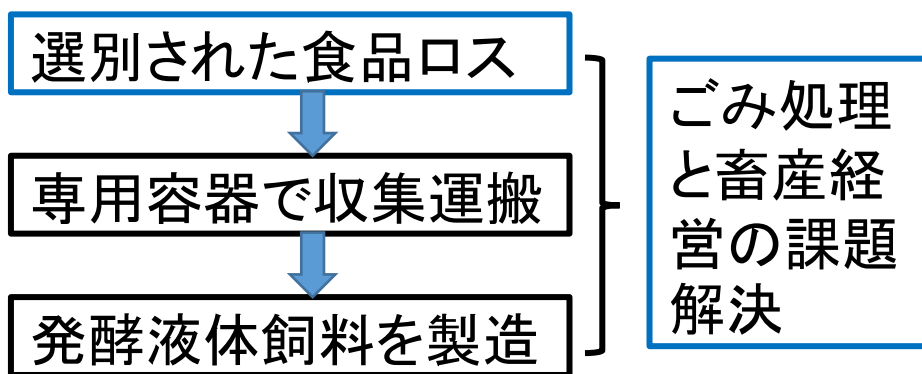 選別された食品ロス
専用容器で収集運搬
発酵液体飼料を製造
ごみ処理
と畜産経
営の課題
解決